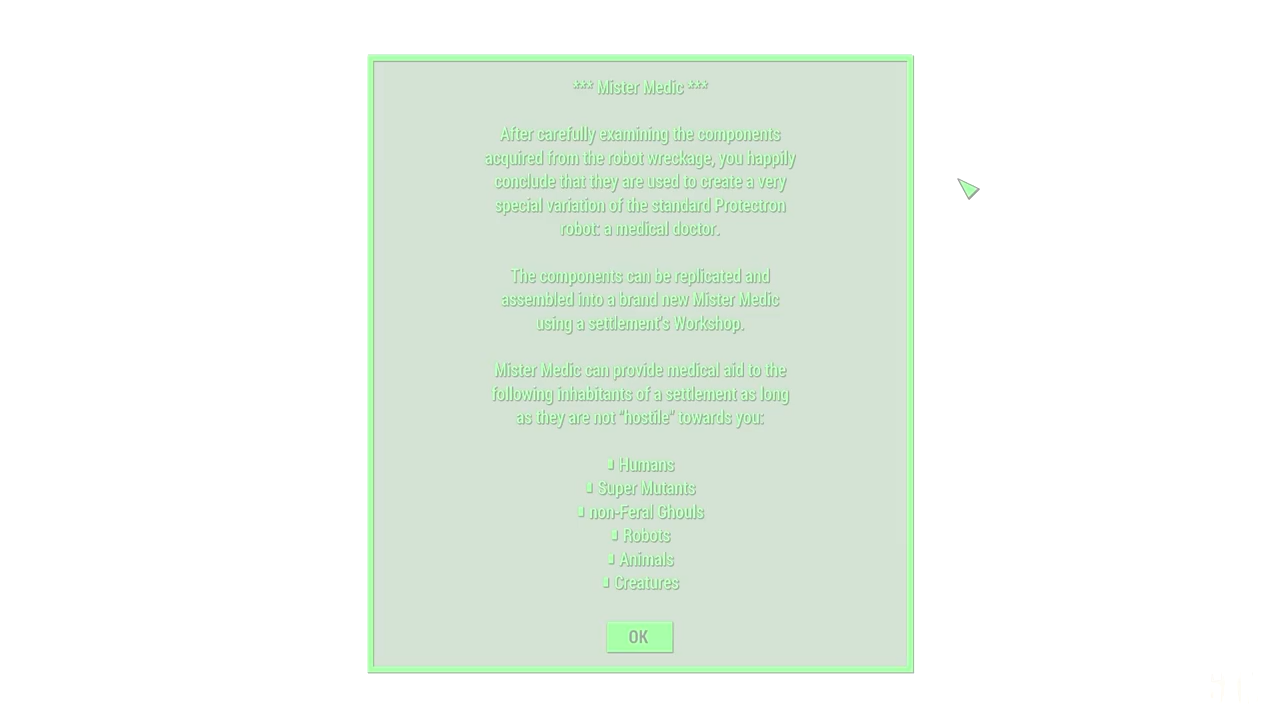 *** Mister Medic ***
After carefully examining the components
acquired from the robot wreckage, you happily
conclude that they are used to create a very
special variation of the standard Protectron
robot: a medical doctor.
The components can be replicated and
assembled into a brand new Mister Medic
using a settlement's Workshop.
Mister Medic can provide medical aid to the
following inhabitants of a settlement as long
as they are not "hostile" towards you:
Humans
Super Mutants
non-Feral Ghouls
Robots
Animals
Creatures
OK